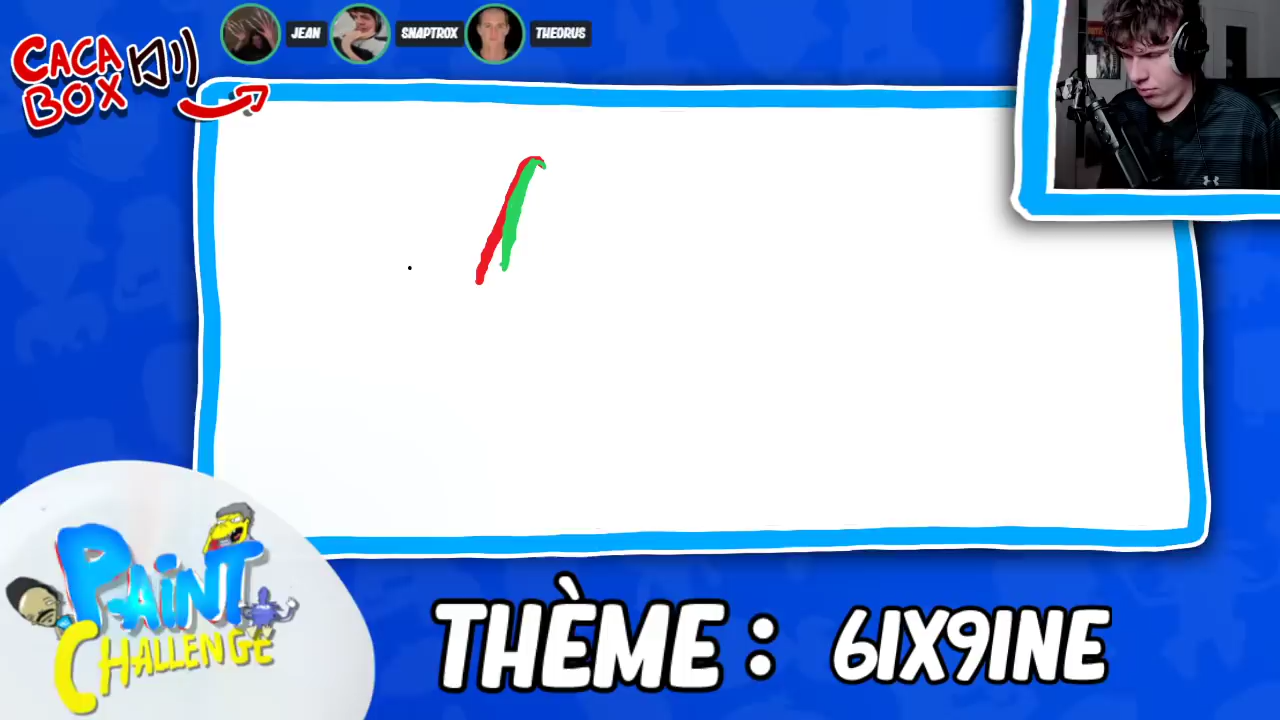 CACA
BOX
JEAN
SNAPTROX
THEORUS
PAINT
CHALLENGE
THÈME : 6IX9INE